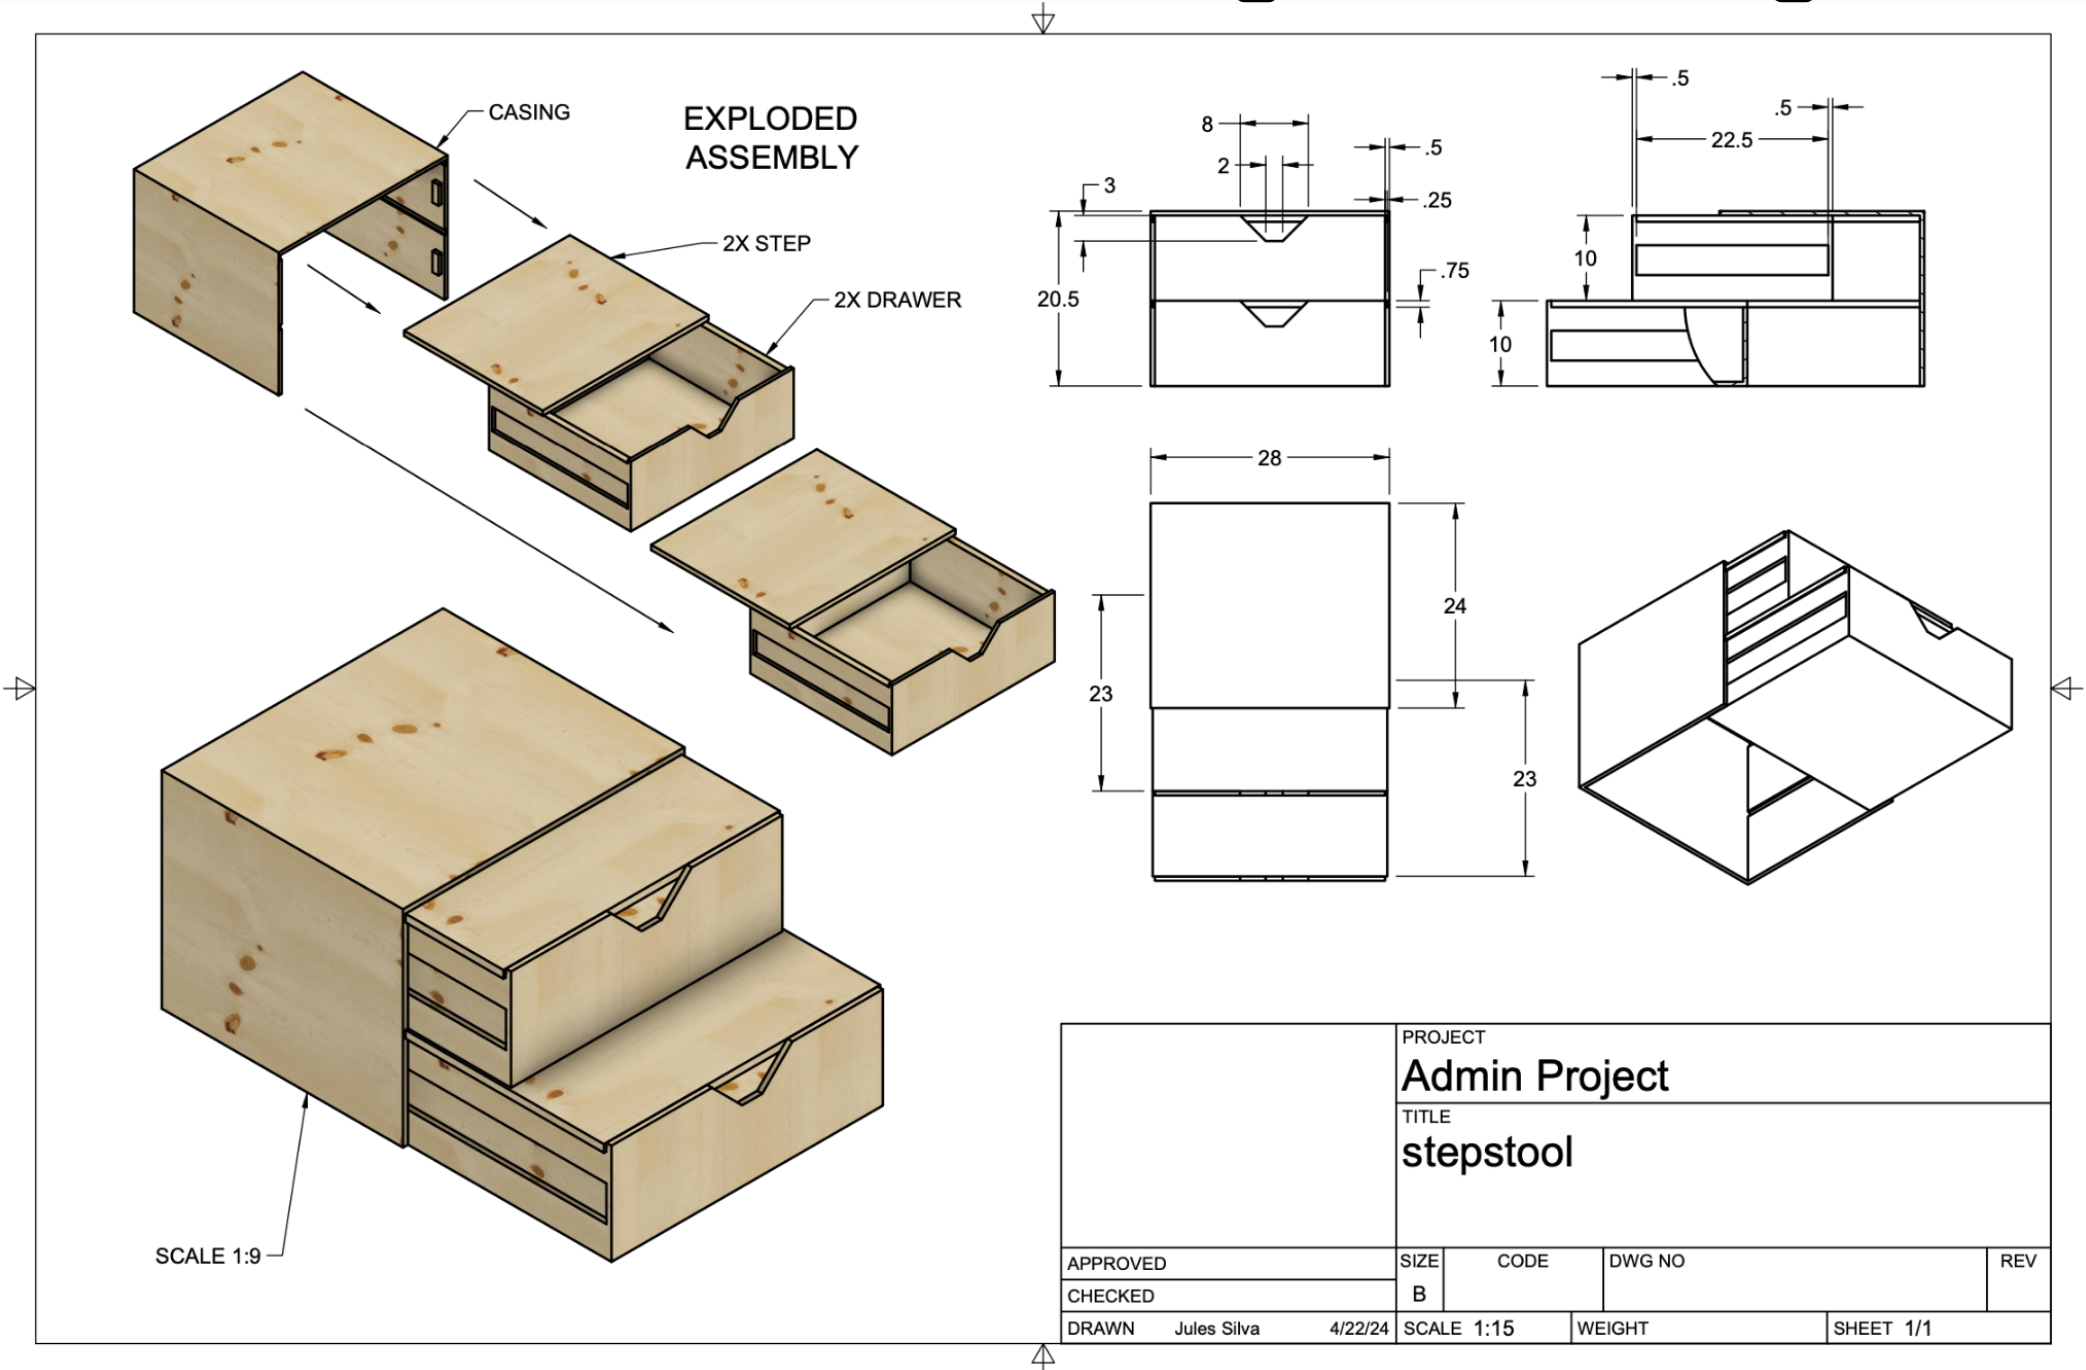 CASING
EXPLODED
ASSEMBLY
2X STEP
2X DRAWER
8
2
3
.5
.25
.75
20.5
.5
.5
22.5
10
10
28
24
23
23
SCALE 1:9
PROJECT
Admin Project
TITLE
stepstool
APPROVED
CHECKED
DRAWN Jules Silva 4/22/24
SIZE CODE DWG NO REV
B
SCALE 1:15 WEIGHT SHEET 1/1